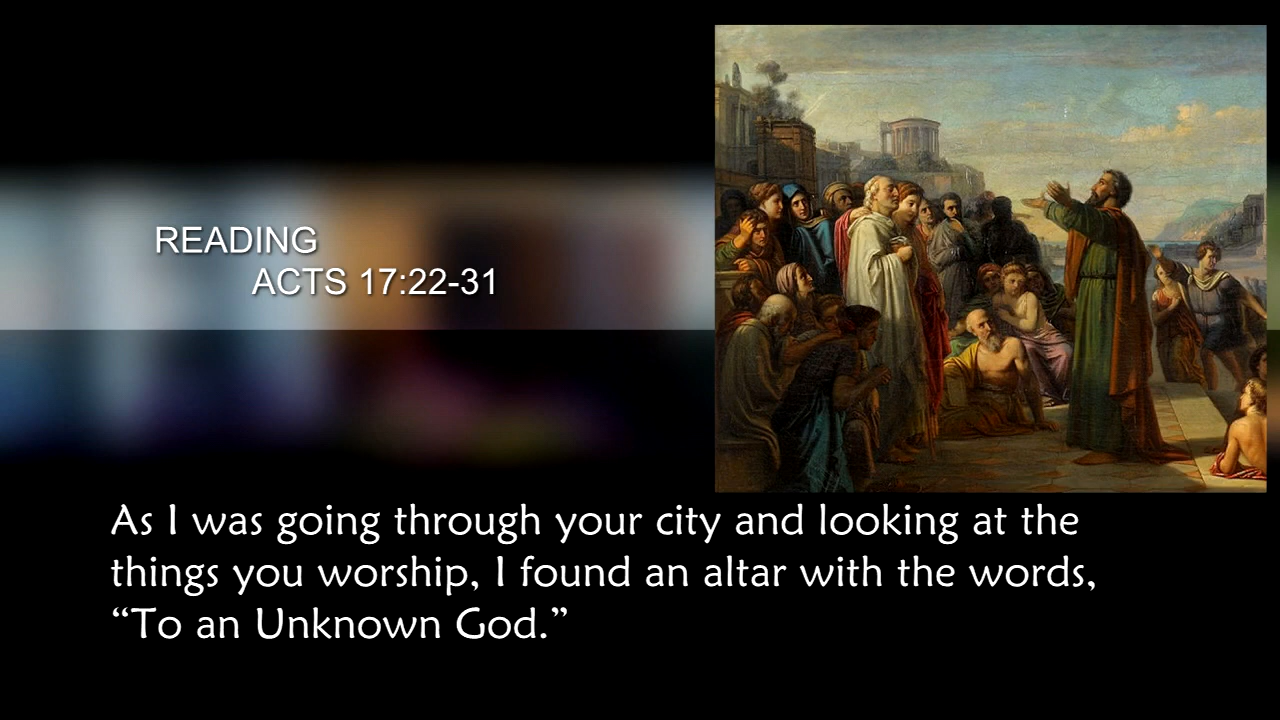 READING
ACTS 17:22-31
As I was going through your city and looking at the
things you worship, I found an altar with the words,
“To an Unknown God.”